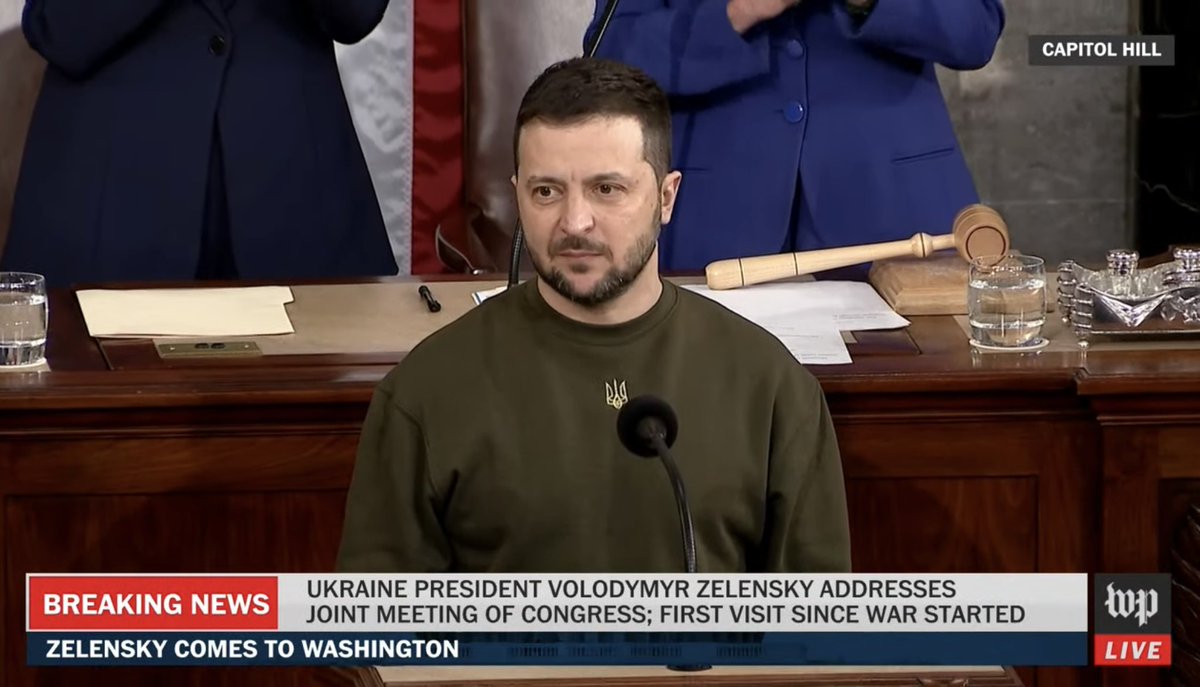 CAPITOL HILL
BREAKING NEWS
UKRAINE PRESIDENT VOLODYMYR ZELENSKY ADDRESSES
JOINT MEETING OF CONGRESS; FIRST VISIT SINCE WAR STARTED
wp
ZELENSKY COMES TO WASHINGTON
LIVE